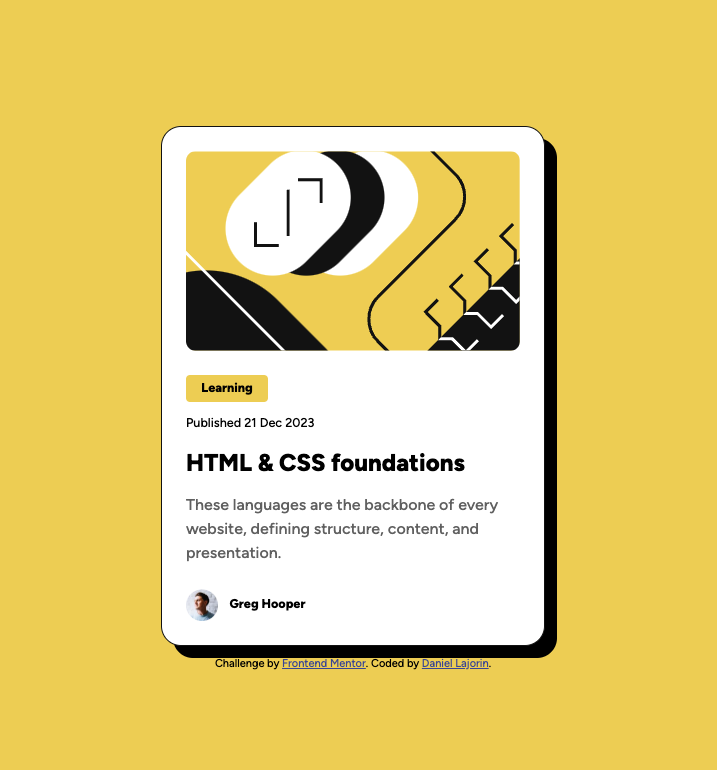 Learning
Published 21 Dec 2023
HTML & CSS foundations
These languages are the backbone of every
website, defining structure, content, and
presentation.
Greg Hooper
Challenge by Frontend Mentor. Coded by Daniel Lajorin.